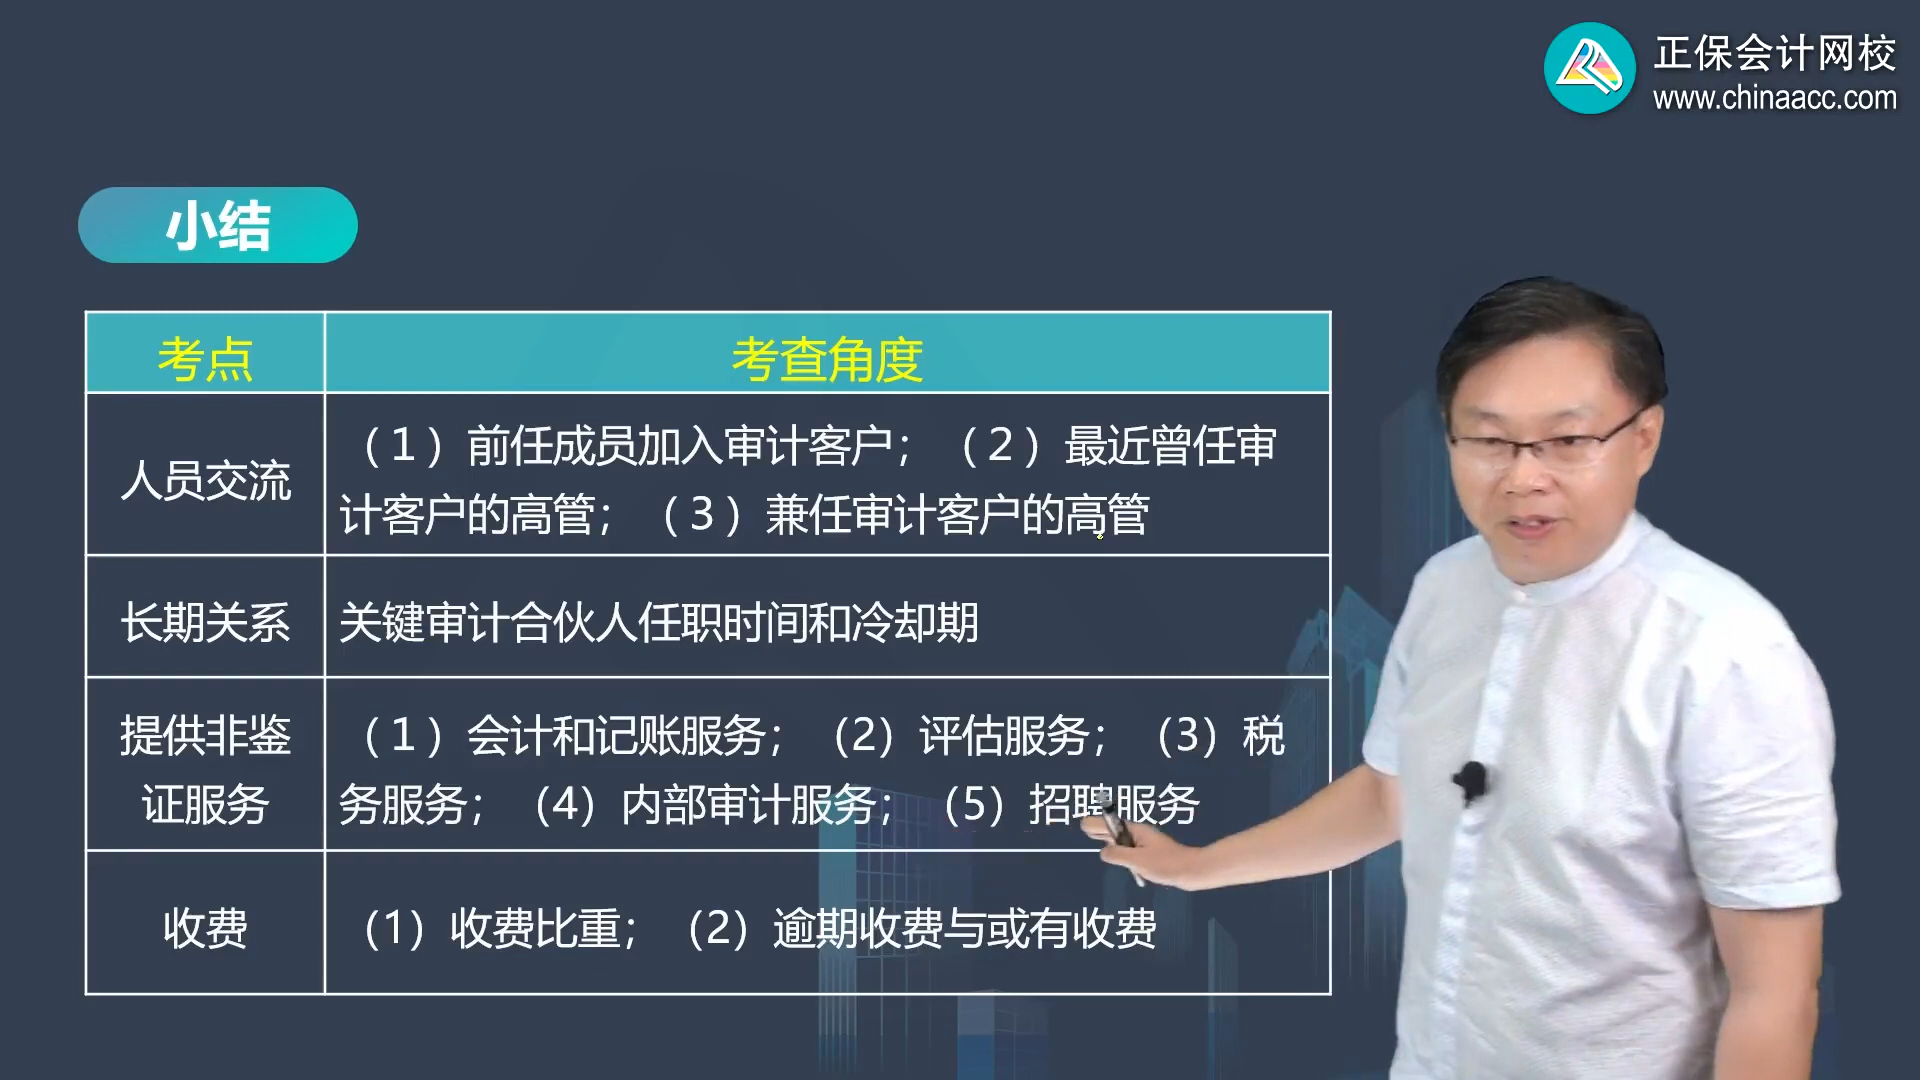 正保会计网校
www.chinaacc.com
小结
考点
考查角度
人员交流
（1）前任成员加入审计客户；（2）最近曾任审
计客户的高管；（3）兼任审计客户的高管
长期关系
关键审计合伙人任职时间和冷却期
提供非鉴
证服务
（1）会计和记账服务；（2）评估服务；（3）税
务服务；（4）内部审计服务；（5）招聘服务
收费
（1）收费比重；（2）逾期收费与或有收费